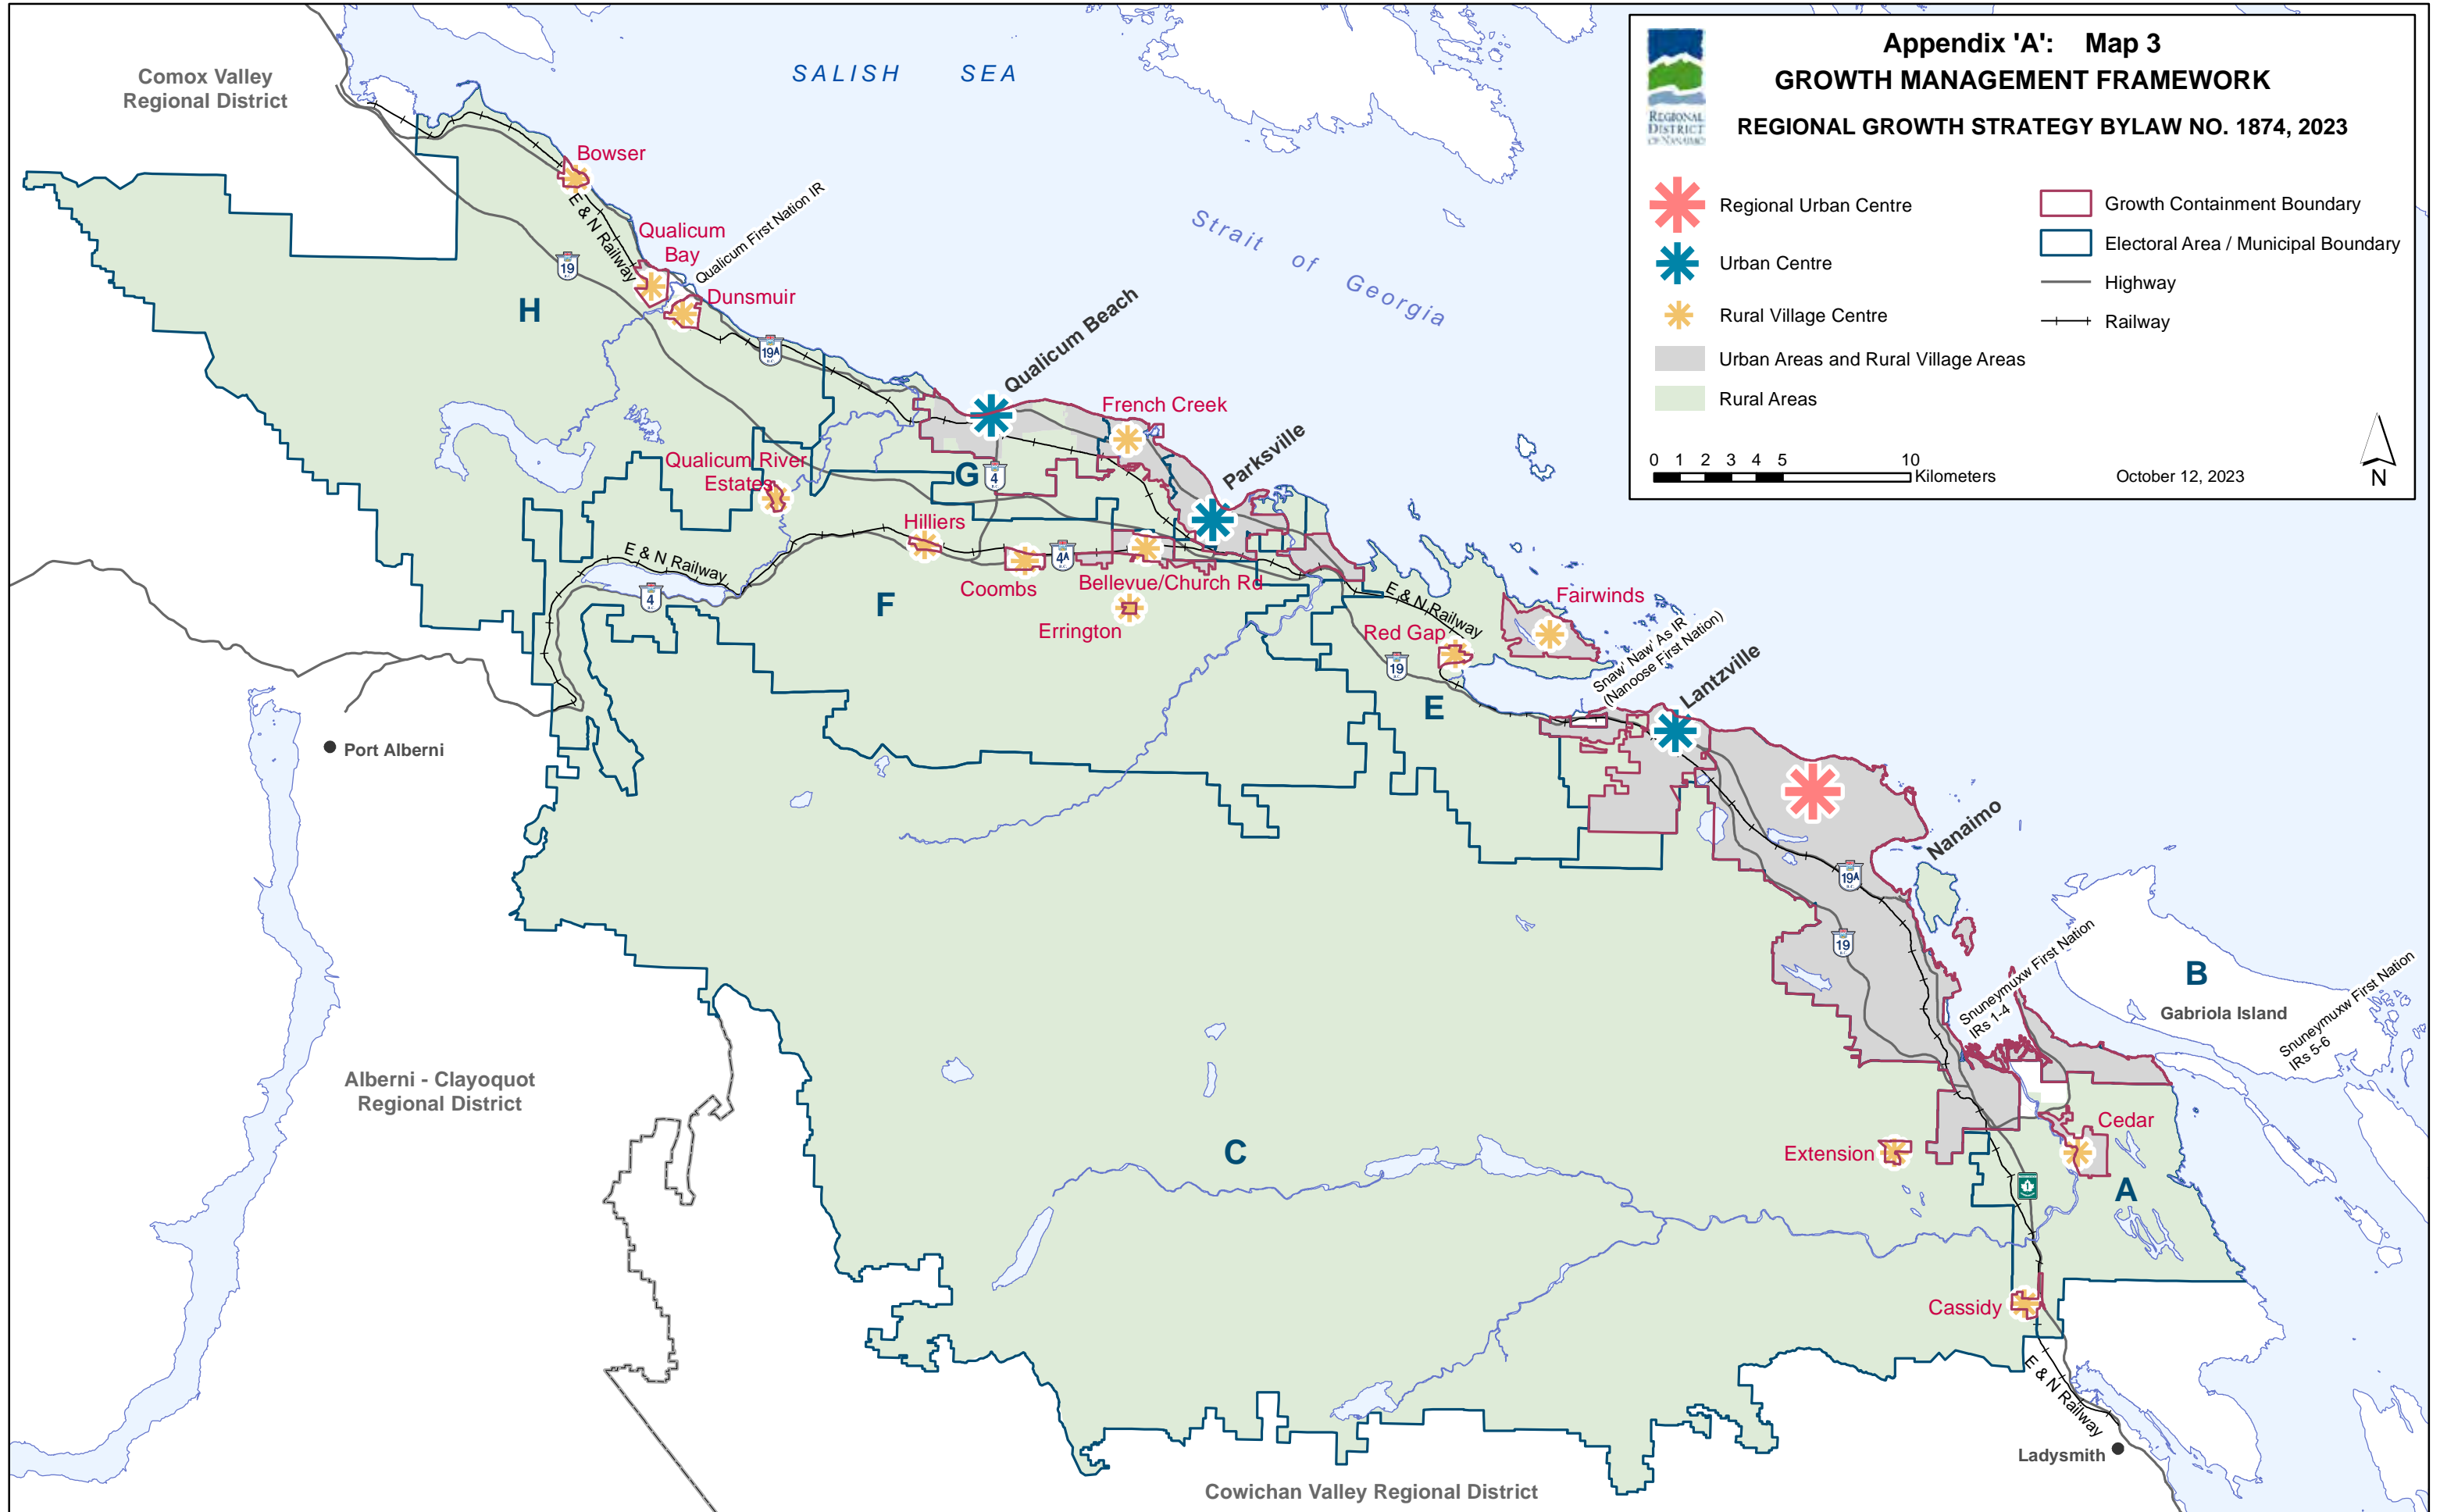 Appendix 'A': Map 3
GROWTH MANAGEMENT FRAMEWORK
REGIONAL GROWTH STRATEGY BYLAW NO. 1874, 2023
REGIONAL
DISTRICT
OF NANAIMO
Regional Urban Centre
Urban Centre
Rural Village Centre
Urban Areas and Rural Village Areas
Rural Areas
Growth Containment Boundary
Electoral Area / Municipal Boundary
Highway
Railway
0 1 2 3 4 5 10
Kilometers
October 12, 2023
N
Comox Valley
Regional District
SALISH SEA
Strait of Georgia
Bowser
E & N Railway
Qualicum
Bay
Qualicum First Nation IR
Dunsmuir
19
H
19A
Qualicum Beach
French Creek
Parksville
Qualicum River
Estates
G
4
Hilliers
4A
Coombs
Bellevue/Church Rd
Errington
E & N Railway
4
F
E & N Railway
Fairwinds
Red Gap
19
E
Snaw' Naw' As IR
(Nanoose First Nation)
Lantzville
Port Alberni
Nanaimo
19A
19
Snuneymuxw First Nation
IRs 1-4
B
Gabriola Island
Snuneymuxw First Nation
IRs 5-6
Alberni - Clayoquot
Regional District
C
Extension
Cedar
A
1
Cassidy
E & N Railway
Ladysmith
Cowichan Valley Regional District